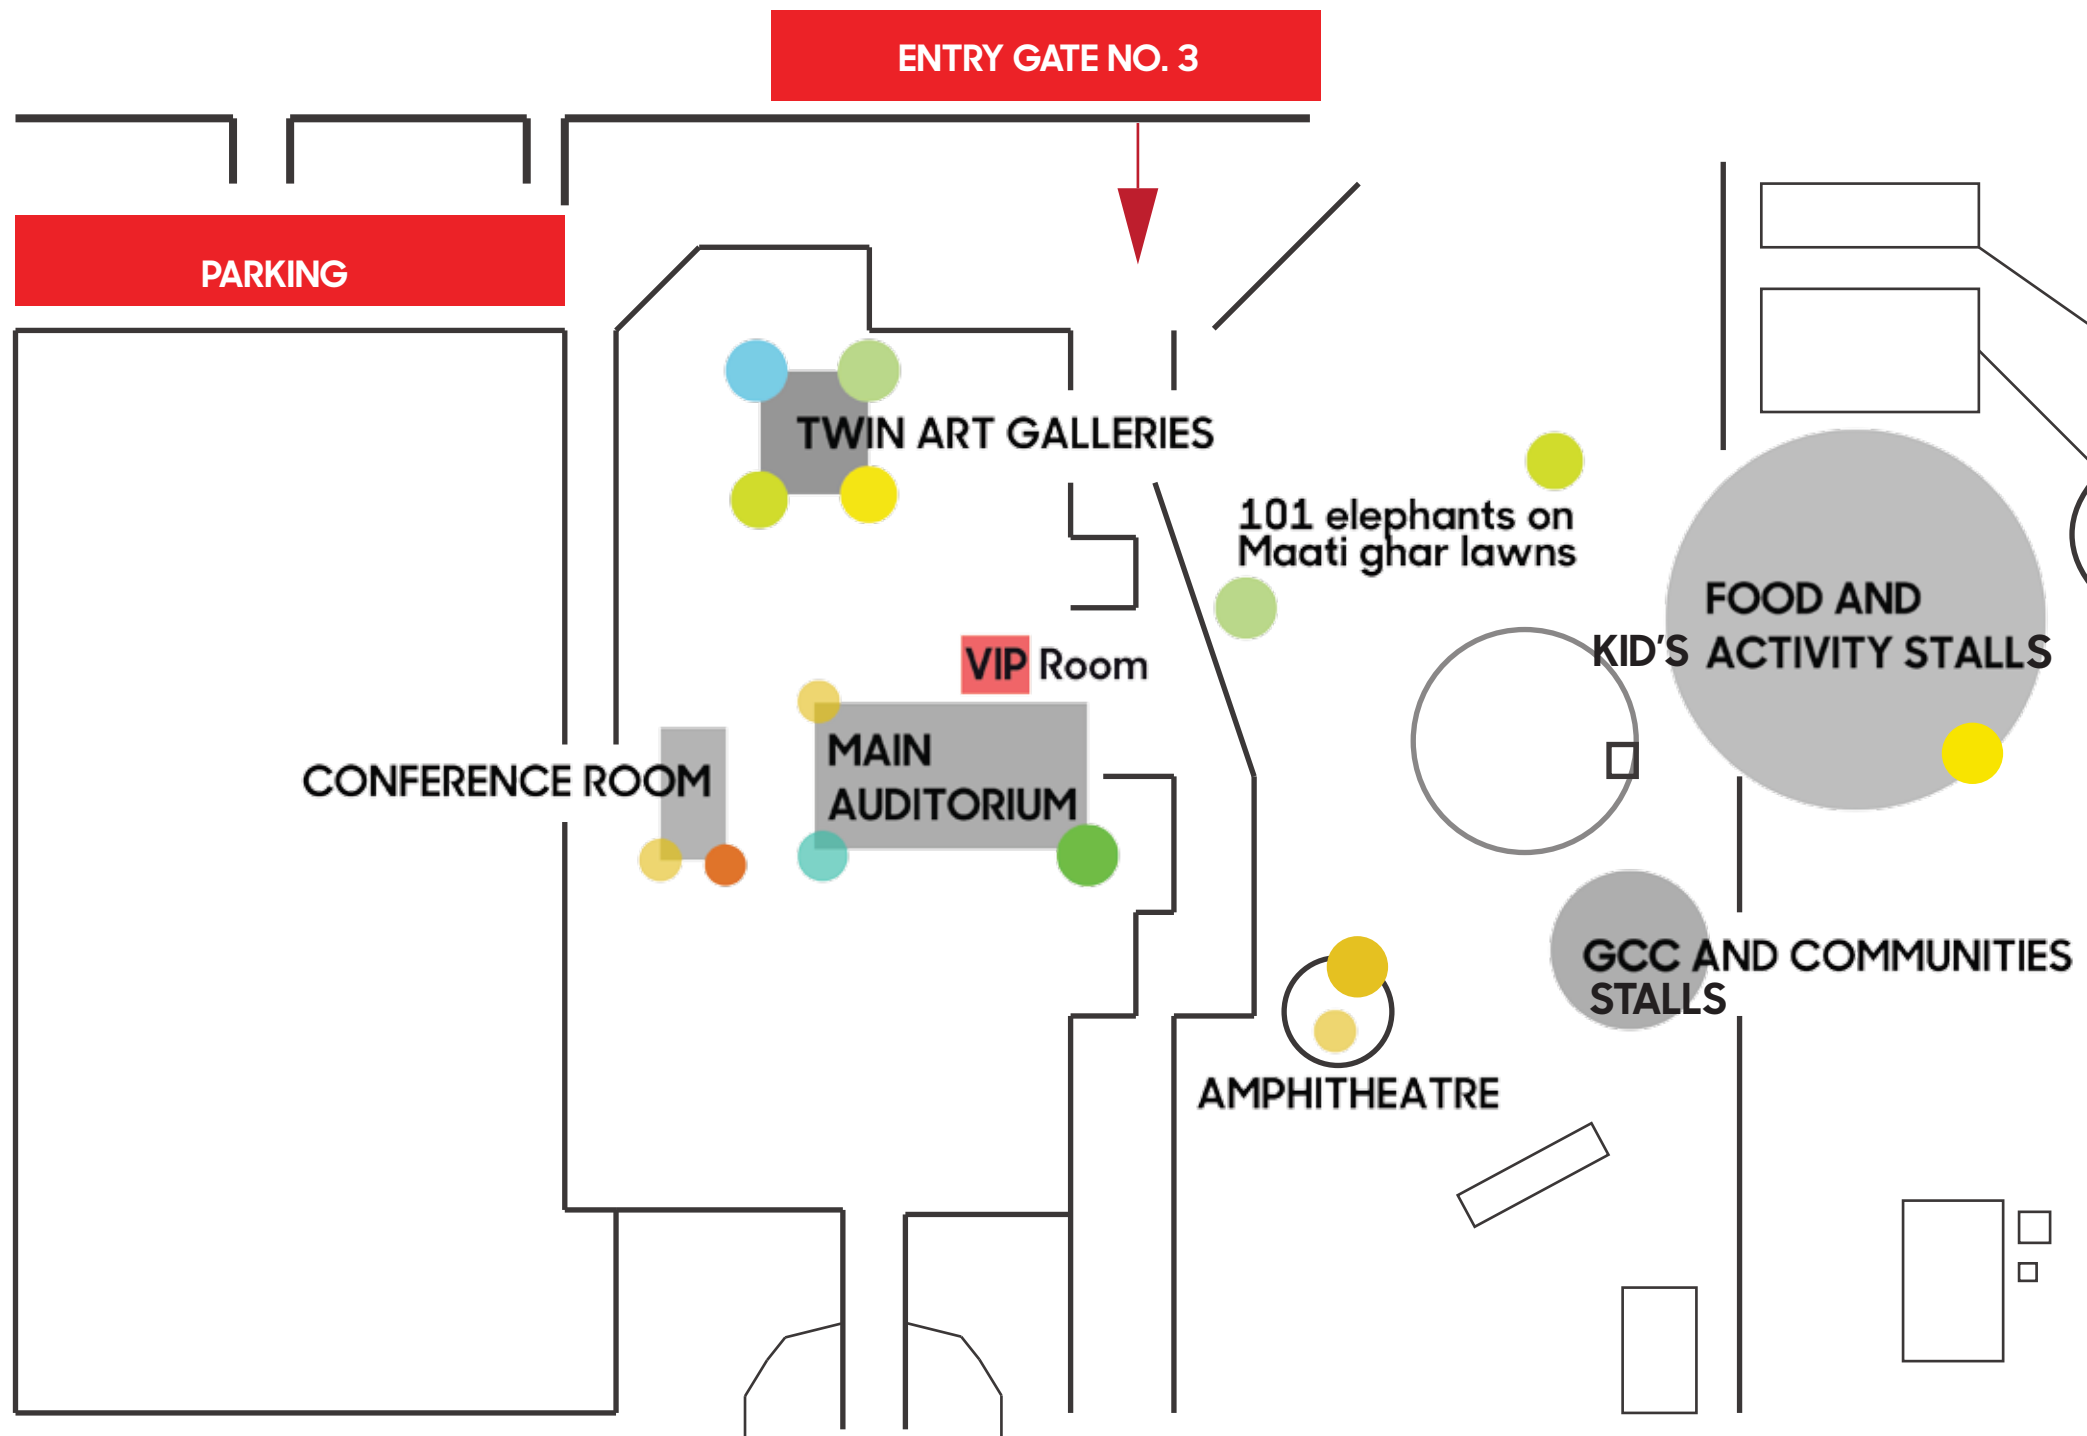 ENTRY GATE NO. 3
PARKING
TWIN ART GALLERIES
101 elephants on
Maati ghar lawns
FOOD AND
KID'S ACTIVITY STALLS
VIP Room
MAIN
AUDITORIUM
CONFERENCE ROOM
GCC AND COMMUNITIES
STALLS
AMPHITHEATRE